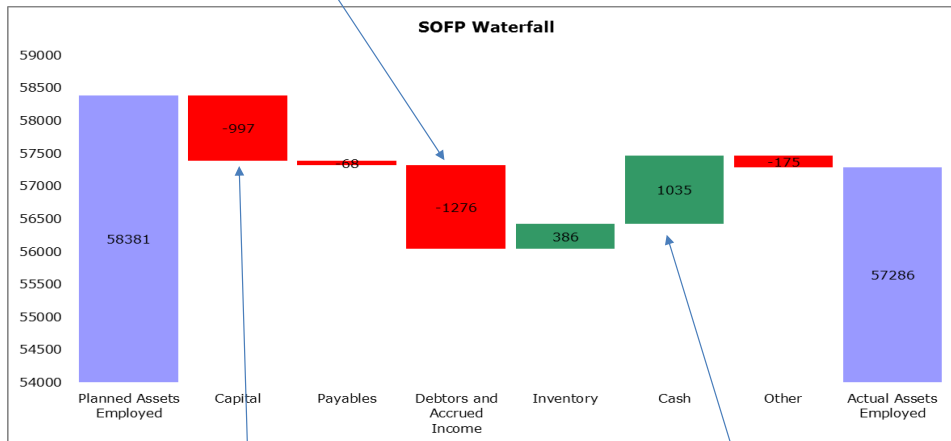 SOFP Waterfall
59000
58500
58000
57500
57000
56500
56000
55500
55000
54500
54000
58381
-997
68
-1276
386
1035
-175
57286
Planned Assets
Employed
Capital
Payables
Debtors and
Accrued
Income
Inventory
Cash
Other
Actual Assets
Employed